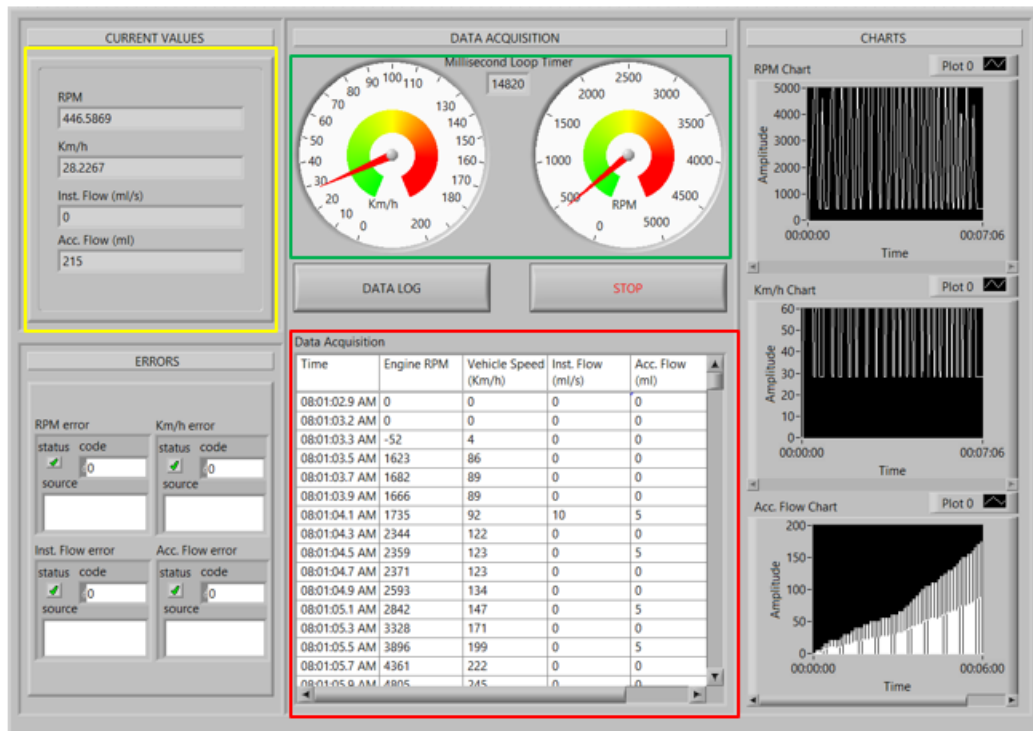 CURRENT VALUES
RPM
446.5869
Km/h
28.2267
Inst. Flow (ml/s)
0
Acc. Flow (ml)
215
ERRORS
RPM error
status code
0
source
Km/h error
status code
0
source
Inst. Flow error
status code
0
source
Acc. Flow error
status code
0
source
DATA ACQUISITION
Millisecond Loop Timer
14820
0 10 20 30 40 50 60 70 80 90 100 110 130 140 150 160 170 180 200
Km/h
0 500 1000 1500 2000 2500 3000 3500 4000 4500 5000
RPM
DATA LOG
STOP
Data Acquisition
Time Engine RPM Vehicle Speed (Km/h) Inst. Flow (ml/s) Acc. Flow (ml)
08:01:02.9 AM 0 0 0 0
08:01:03.2 AM 0 0 0 0
08:01:03.3 AM -52 4 0 0
08:01:03.5 AM 1623 86 0 0
08:01:03.7 AM 1682 89 0 0
08:01:03.9 AM 1666 89 0 0
08:01:04.1 AM 1735 92 10 5
08:01:04.3 AM 2344 122 0 0
08:01:04.5 AM 2359 123 0 5
08:01:04.7 AM 2371 123 0 0
08:01:04.9 AM 2593 134 0 0
08:01:05.1 AM 2842 147 0 5
08:01:05.3 AM 3328 171 0 0
08:01:05.5 AM 3896 199 0 5
08:01:05.7 AM 4361 222 0 0
08:01:05.9 AM 4805 245 0 0
CHARTS
RPM Chart
Plot 0
5000
4000
3000
2000
1000
0
Amplitude
00:00:00 00:07:06
Time
Km/h Chart
Plot 0
60
50
40
30
20
10
0
Amplitude
00:00:00 00:07:06
Time
Acc. Flow Chart
Plot 0
200
150
100
50
0
Amplitude
00:00:00 00:06:00
Time